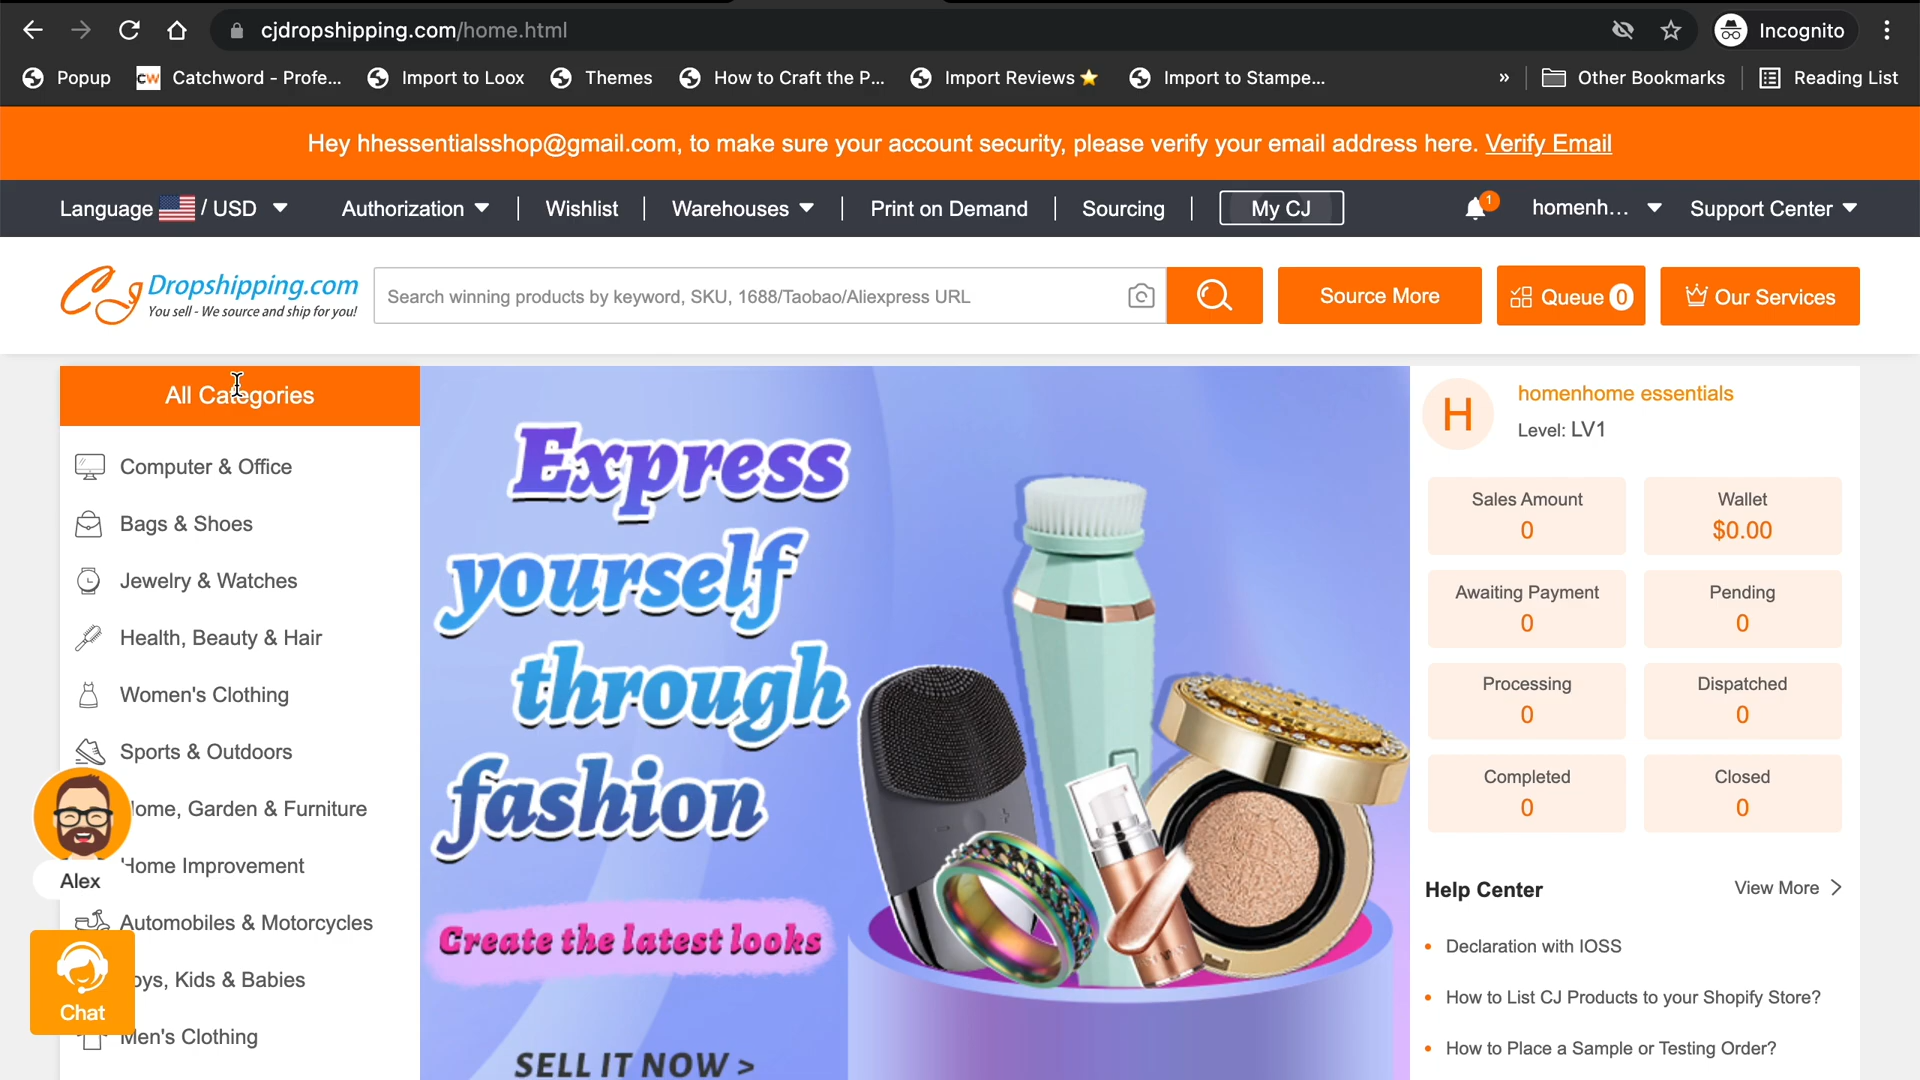 cjdropshipping.com/home.html
Incognito
Popup
CW Catchword - Profe...
Import to Loox
Themes
How to Craft the P...
Import Reviews⭐
Import to Stampe...
»
Other Bookmarks
Reading List
Hey hhessentialsshop@gmail.com, to make sure your account security, please verify your email address here. Verify Email
Language / USD
Authorization
Wishlist
Warehouses
Print on Demand
Sourcing
My CJ
1
homenh...
Support Center
CJ Dropshipping.com
You sell - We source and ship for you!
Search winning products by keyword, SKU, 1688/Taobao/Aliexpress URL
Source More
Queue 0
Our Services
All Categories
Computer & Office
Bags & Shoes
Jewelry & Watches
Health, Beauty & Hair
Women's Clothing
Sports & Outdoors
ome, Garden & Furniture
Home Improvement
Automobiles & Motorcycles
oys, Kids & Babies
Men's Clothing
Alex
Chat
Express
yourself
through
fashion
Create the latest looks
SELL IT NOW >
H
homenhome essentials
Level: LV1
Sales Amount
0
Wallet
$0.00
Awaiting Payment
0
Pending
0
Processing
0
Dispatched
0
Completed
0
Closed
0
Help Center
View More >
• Declaration with IOSS
• How to List CJ Products to your Shopify Store?
• How to Place a Sample or Testing Order?